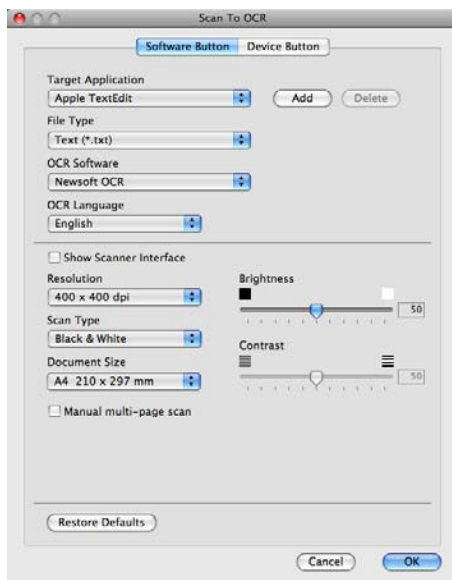 Scan To OCR
Software Button Device Button
Target Application
Apple TextEdit Add Delete
File Type
Text (*.txt)
OCR Software
Newsoft OCR
OCR Language
English
Show Scanner Interface
Resolution Brightness
400 x 400 dpi 50
Scan Type
Black & White
Contrast
Document Size
A4 210 x 297 mm 50
Manual multi-page scan
Restore Defaults
Cancel OK